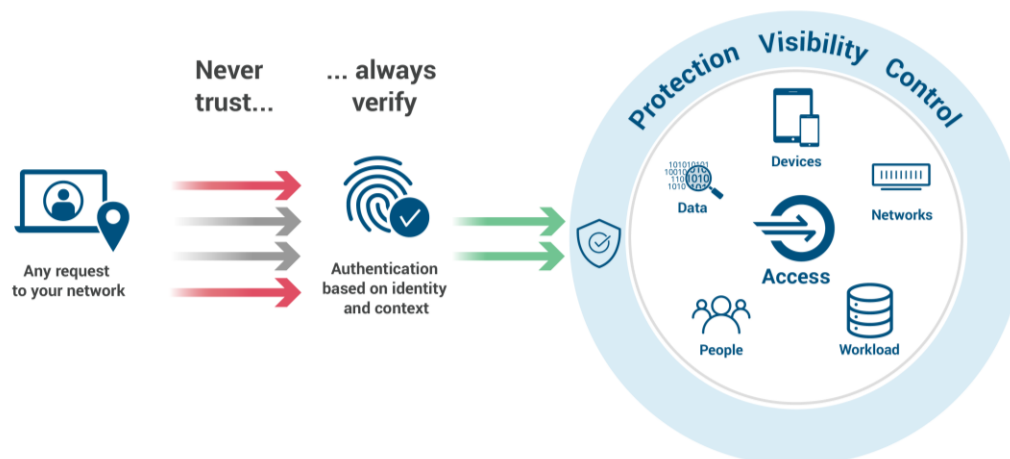 Never
trust...
... always
verify
Any request
to your network
Authentication
based on identity
and context
Protection Visibility Control
Devices
101010101
Data
Networks
Access
People
Workload